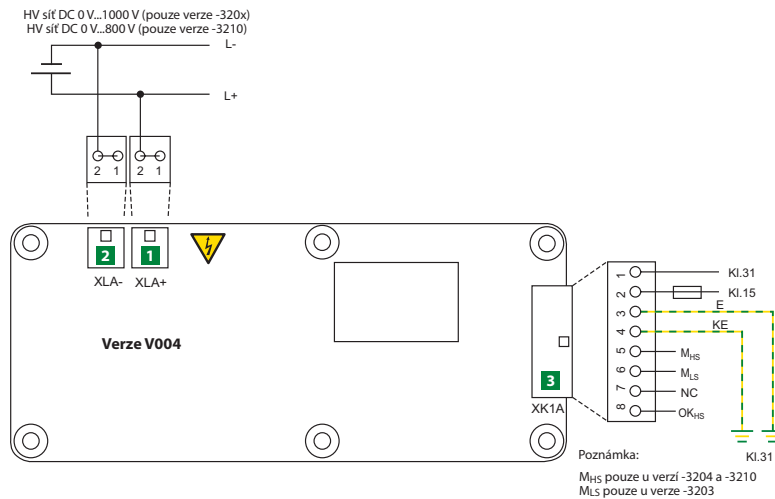 HV síť DC 0 V...1000 V (pouze verze -320x)
HV síť DC 0 V...800 V (pouze verze -3210)
L-
L+
2 1 2 1
2 1
XLA- XLA+
Verze V004
3
XK1A
1 Kl.31
2 Kl.15
3 E
4 KE
5 MHS
6 MLS
7 NC
8 OKHS
Kl.31
Poznámka:
MHS pouze u verzí -3204 a -3210
MLS pouze u verze -3203